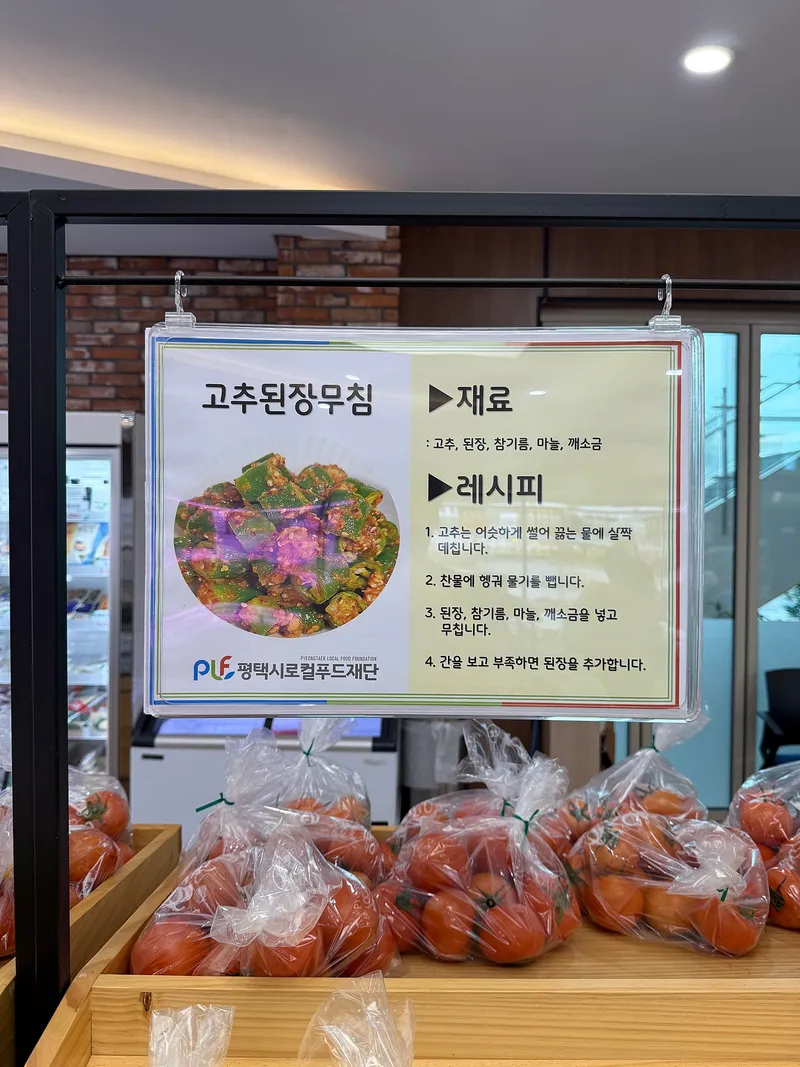 고추된장무침
PYEONGTAEK LOCAL FOOD FOUNDATION
PLF 평택시로컬푸드재단
▶재료
: 고추, 된장, 참기름, 마늘, 깨소금
▶레시피
1. 고추는 어슷하게 썰어 끓는 물에 살짝
데칩니다.
2. 찬물에 헹궈 물기를 뺍니다.
3. 된장, 참기름, 마늘, 깨소금을 넣고
무칩니다.
4. 간을 보고 부족하면 된장을 추가합니다.